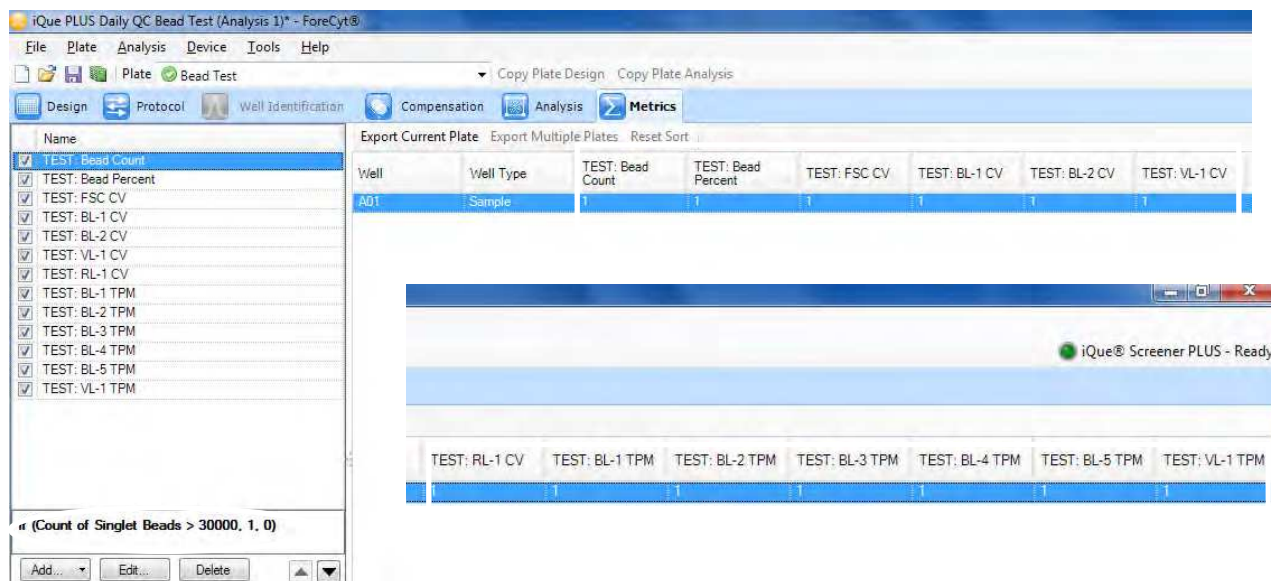 iQue PLUS Daily QC Bead Test (Analysis 1)* - ForeCyt®
File Plate Analysis Device Tools Help
Plate Bead Test Copy Plate Design Copy Plate Analysis
Design Protocol Well Identification Compensation Analysis Metrics
Name
TEST: Bead Count
TEST: Bead Percent
TEST: FSC CV
TEST: BL-1 CV
TEST: BL-2 CV
TEST: VL-1 CV
TEST: RL-1 CV
TEST: BL-1 TPM
TEST: BL-2 TPM
TEST: BL-3 TPM
TEST: BL-4 TPM
TEST: BL-5 TPM
TEST: VL-1 TPM
(Count of Singlet Beads > 30000, 1, 0)
Add... Edit... Delete
Export Current Plate Export Multiple Plates Reset Sort
Well Well Type TEST: Bead Count TEST: Bead Percent TEST: FSC CV TEST: BL-1 CV TEST: BL-2 CV TEST: VL-1 CV
A01 Sample 1 1 1 1 1 1
iQue® Screener PLUS - Ready
TEST: RL-1 CV TEST: BL-1 TPM TEST: BL-2 TPM TEST: BL-3 TPM TEST: BL-4 TPM TEST: BL-5 TPM TEST: VL-1 TPM
1 1 1 1 1 1 1